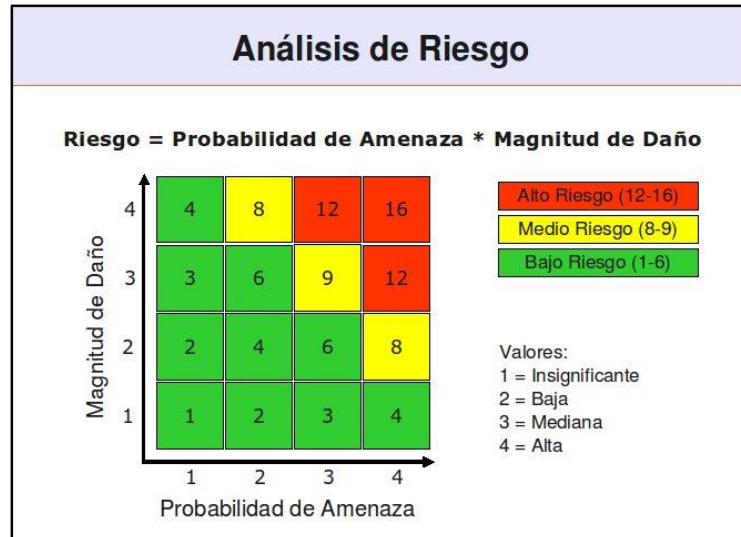 Análisis de Riesgo
Riesgo = Probabilidad de Amenaza * Magnitud de Daño
Magnitud de Daño
4 4 8 12 16
3 3 6 9 12
2 2 4 6 8
1 1 2 3 4
1 2 3 4
Probabilidad de Amenaza
Alto Riesgo (12-16)
Medio Riesgo (8-9)
Bajo Riesgo (1-6)
Valores:
1 = Insignificante
2 = Baja
3 = Mediana
4 = Alta